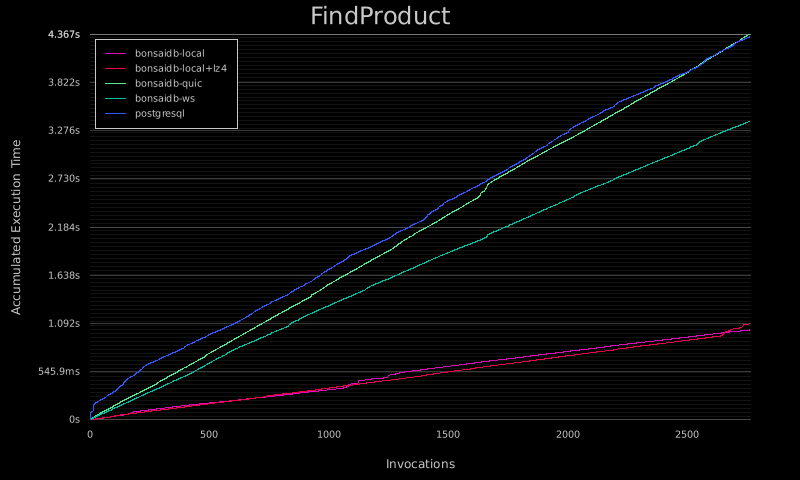 FindProduct
4.367s
3.822s
3.276s
2.730s
2.184s
1.638s
1.092s
545.9ms
0s
Accumulated Execution Time
bonsaidb-local
bonsaidb-local+lz4
bonsaidb-quic
bonsaidb-ws
postgresql
0
500
1000
1500
2000
2500
Invocations